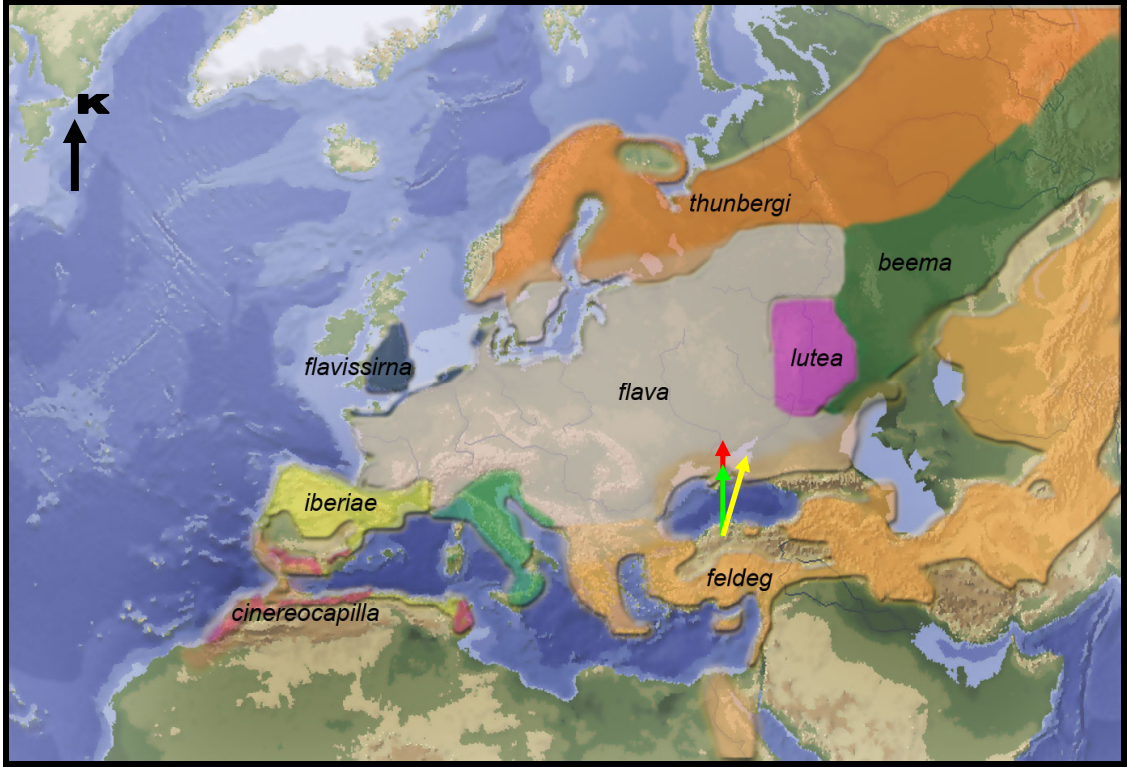 K
thunbergi
beema
flavissirna
lutea
flava
iberiae
feldeg
cinereocapilla